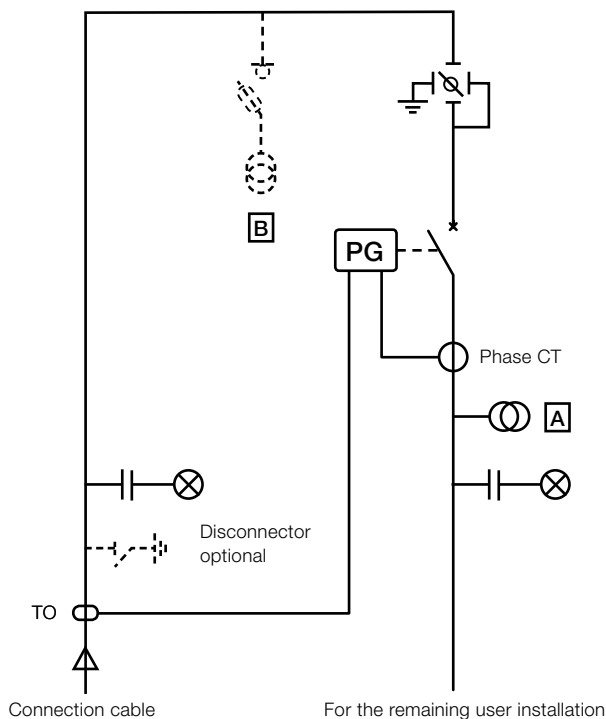 B
PG
Phase CT
A
Disconnector
optional
TO
Connection cable
For the remaining user installation